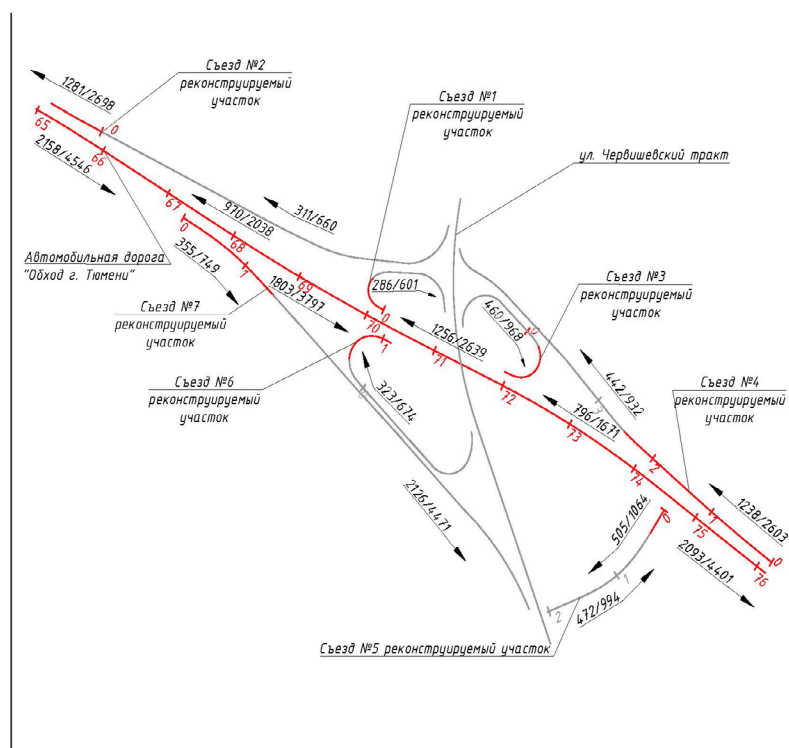 Съезд №2
реконструируемый
участок
1281/2698
0
65
66
2158/4546
Съезд №1
реконструируемый
участок
ул. Червишевский тракт
67
0
970/2038
311/660
68
355/749
1
Автомобильная дорога
"Обход г. Тюмени"
69
1803/3797
286/601
0
70
1
Съезд №3
реконструируемый
участок
460/968
Съезд №7
реконструируемый
участок
1256/2639
71
72
Съезд №6
реконструируемый
участок
323/674
0
442/932
3
796/1671
73
Съезд №4
реконструируемый
участок
2
74
1
75
1238/2603
0
76
2126/4471
505/1064
0
2093/4401
1
2
472/994
Съезд №5 реконструируемый участок